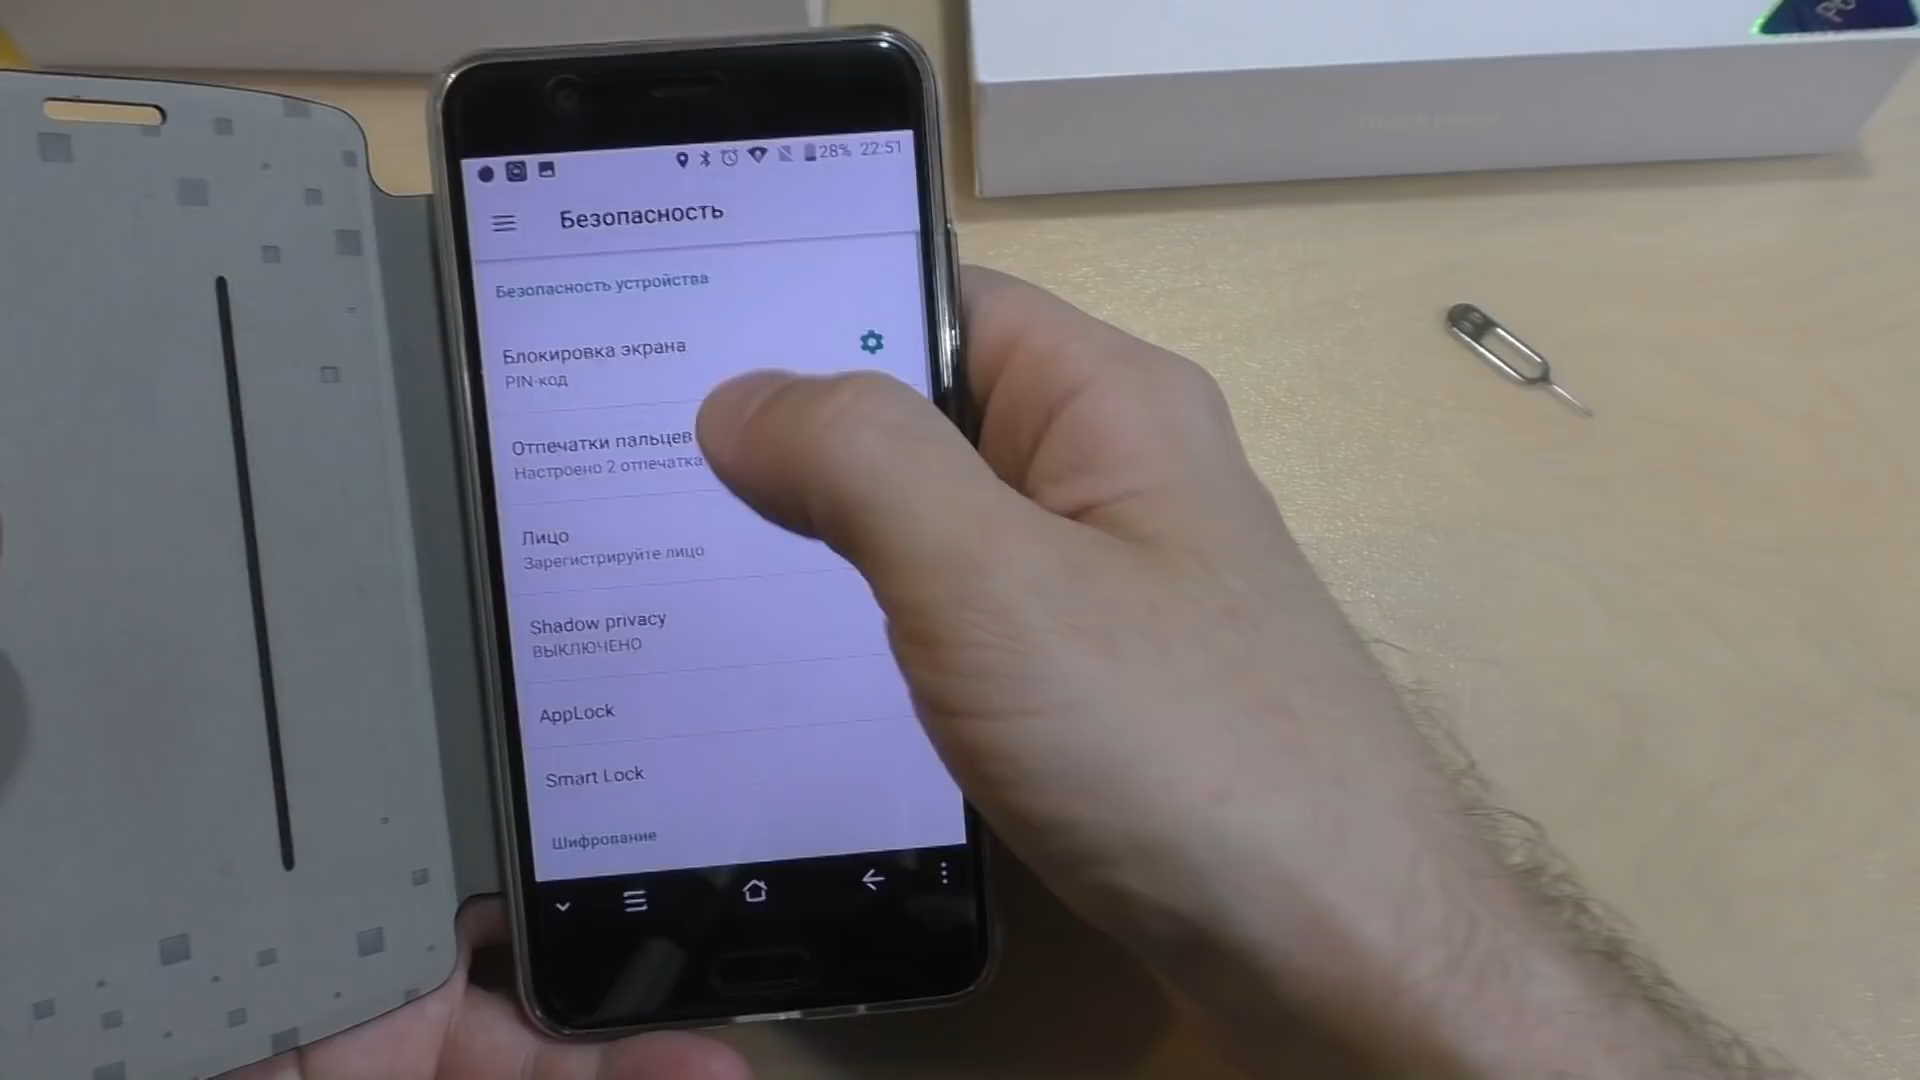 28% 22:51
Безопасность
Безопасность устройства
Блокировка экрана
PIN-код
Отпечатки пальцев
Настроено 2 отпечатка
Лицо
Зарегистрируйте лицо
Shadow privacy
ВЫКЛЮЧЕНО
AppLock
Smart Lock
Шифрование